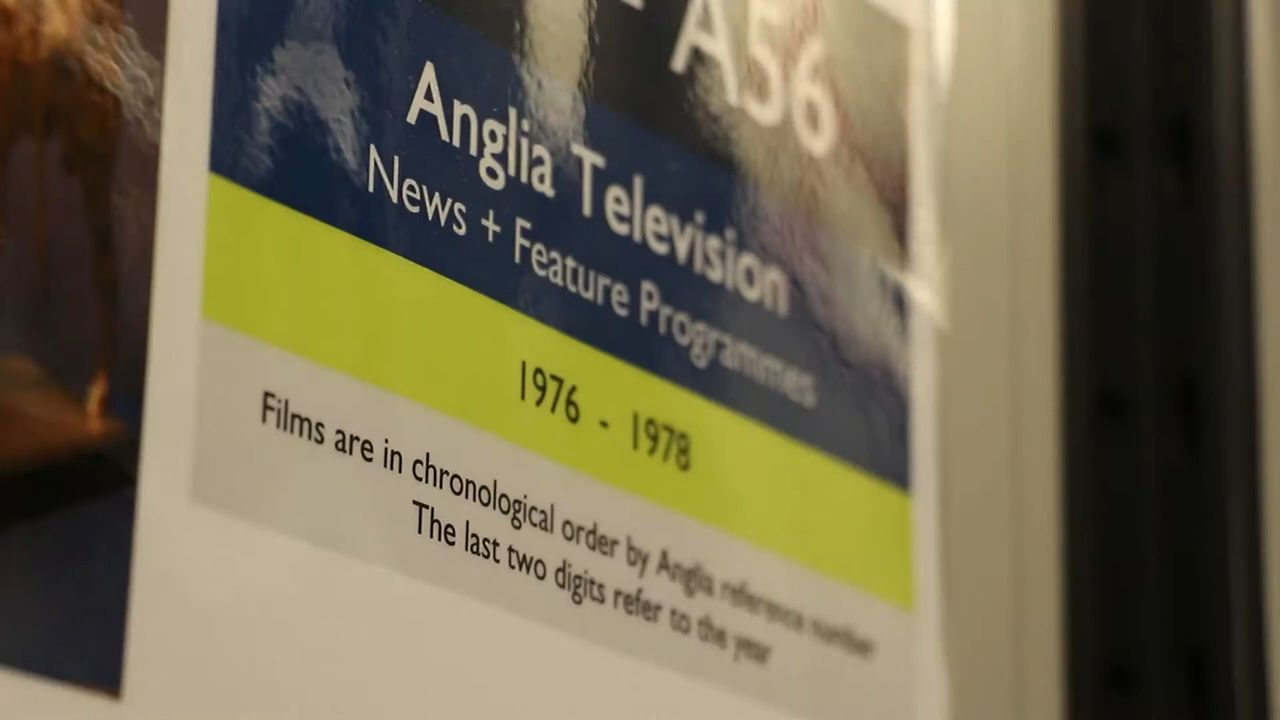 A56
Anglia Television
News + Feature Programmes
1976 - 1978
Films are in chronological order by Anglia reference number
The last two digits refer to the year